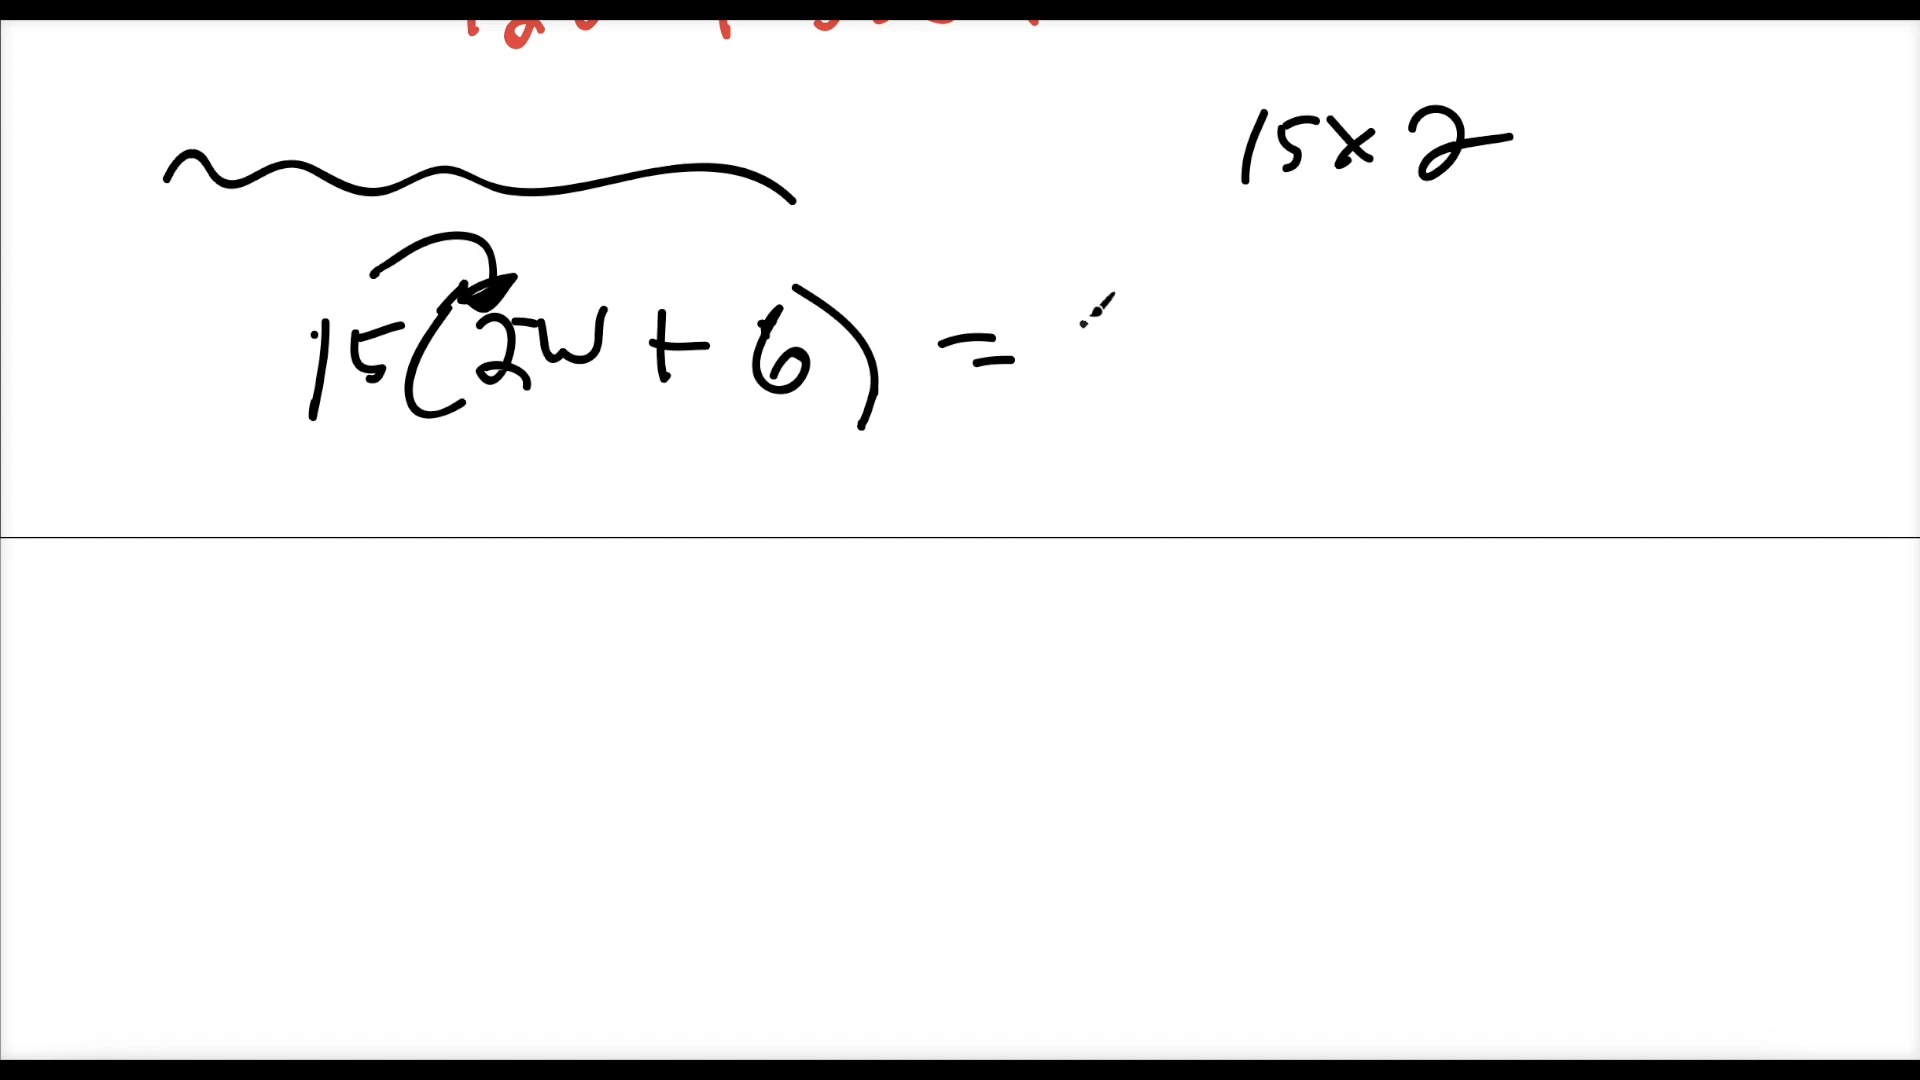 15 x 2
15(2w + 6) =